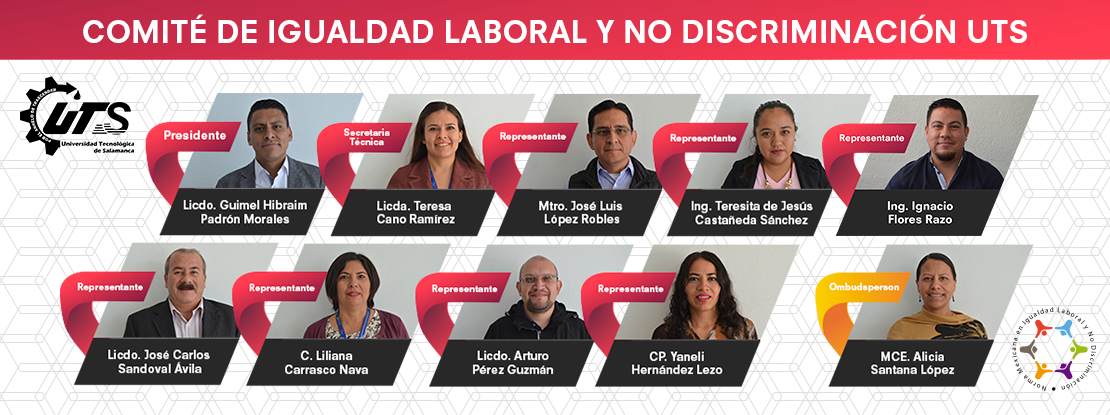 COMITÉ DE IGUALDAD LABORAL Y NO DISCRIMINACIÓN UTS
UTS
Universidad Tecnológica
de Salamanca
Presidente
Licdo. Guimel Hibraim
Padrón Morales
Secretaria
Técnica
Licda. Teresa
Cano Ramírez
Representante
Mtro. José Luis
López Robles
Representante
Ing. Teresita de Jesús
Castañeda Sánchez
Representante
Ing. Ignacio
Flores Razo
Representante
Licdo. José Carlos
Sandoval Ávila
Representante
C. Liliana
Carrasco Nava
Representante
Licdo. Arturo
Pérez Guzmán
Representante
CP. Yaneli
Hernández Lezo
Ombudsperson
MCE. Alicia
Santana López
Norma Mexicana en Igualdad Laboral y No Discriminación